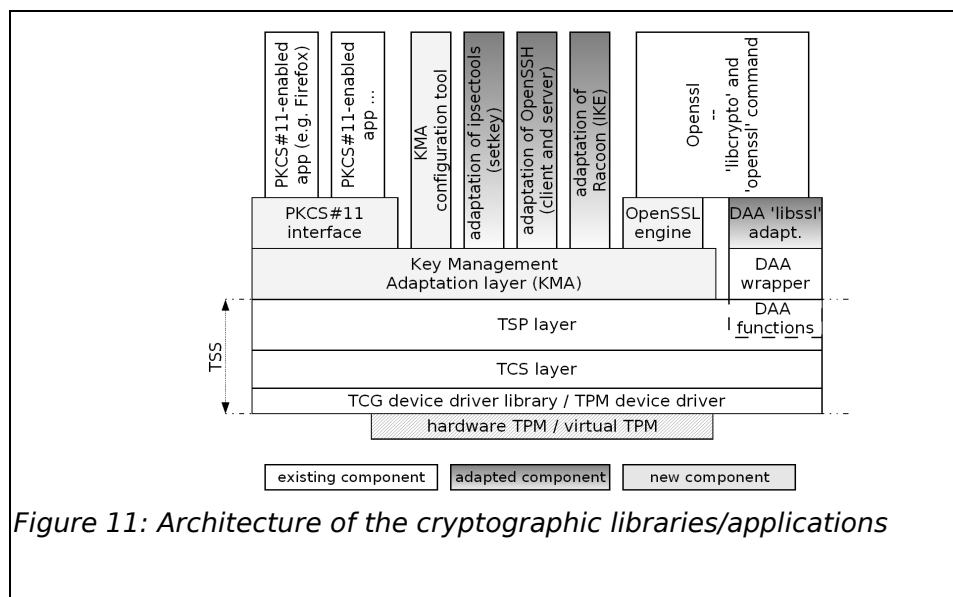 PKCS#11-enabled
app (e.g. Firefox)
PKCS#11-enabled
app ...
KMA
configuration tool
adaptation of ipsectools
(setkey)
adaptation of OpenSSH
(client and server)
adaptation of
Racoon (IKE)
Openssl
--
'libcrypto' and
'openssl' command
PKCS#11
interface
OpenSSL
engine
DAA 'libssl'
adapt.
Key Management
Adaptation layer (KMA)
DAA
wrapper
DAA
functions
TSS
TSP layer
TCS layer
TCG device driver library / TPM device driver
hardware TPM / virtual TPM
existing component
adapted component
new component
Figure 11: Architecture of the cryptographic libraries/applications